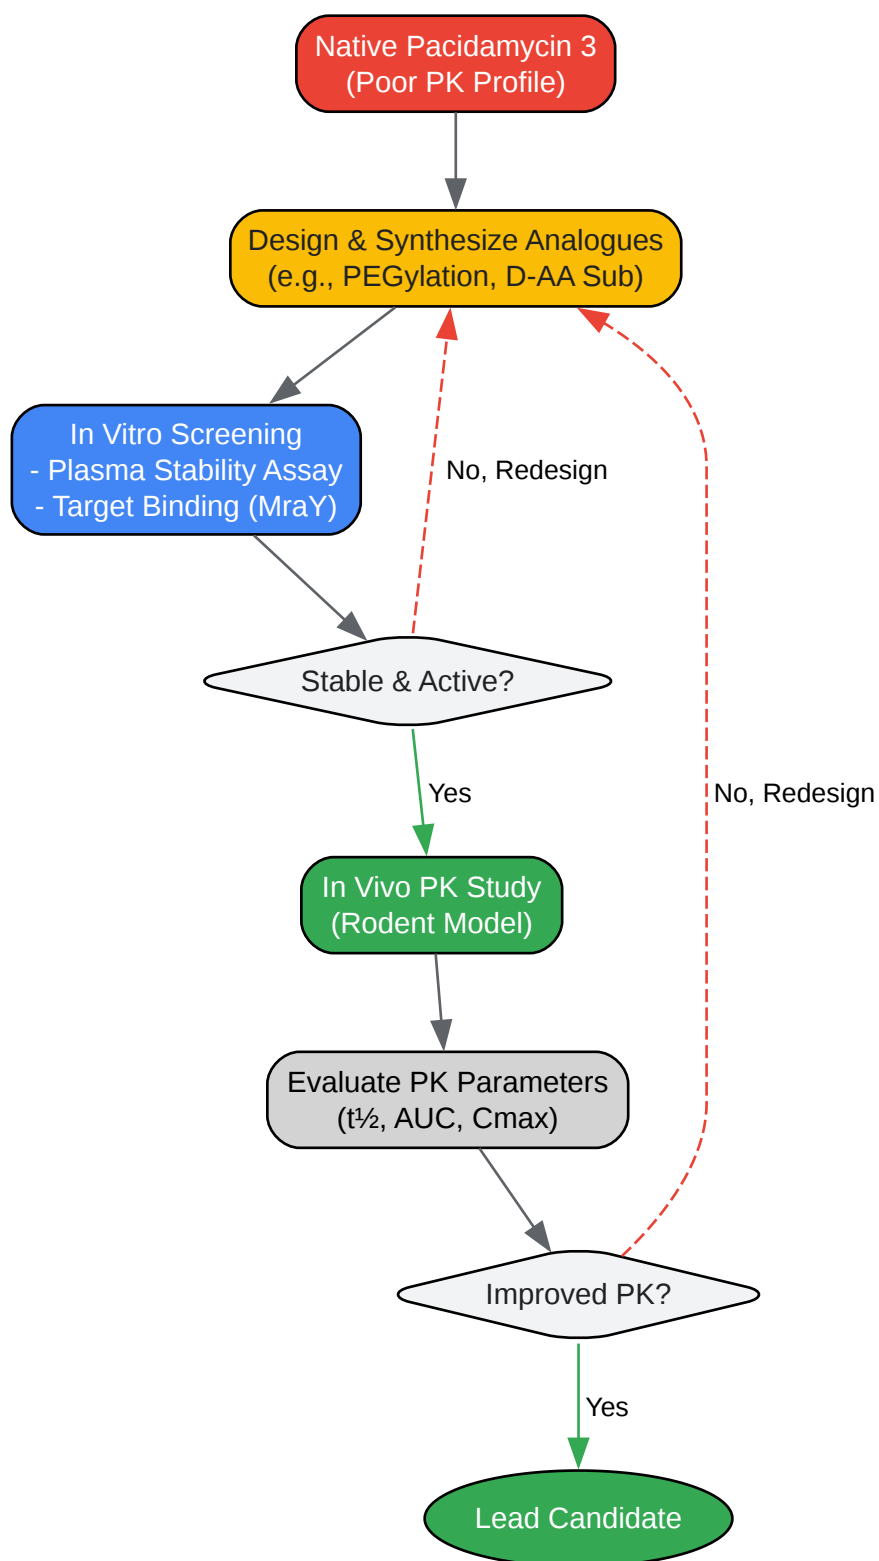 Native Pacidamycin 3
(Poor PK Profile)
Design & Synthesize Analogues
(e.g., PEGylation, D-AA Sub)
In Vitro Screening
- Plasma Stability Assay
- Target Binding (MraY)
No, Redesign
Stable & Active?
Yes
No, Redesign
In Vivo PK Study
(Rodent Model)
Evaluate PK Parameters
(t½, AUC, Cmax)
Improved PK?
Yes
Lead Candidate